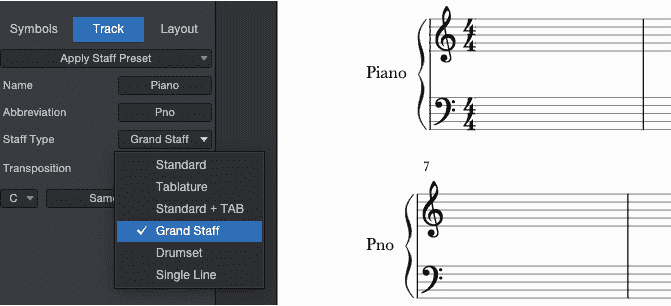 Symbols Track Layout
Apply Staff Preset
Name Piano
Abbreviation Pno
Staff Type Grand Staff
Transposition
C Same
Standard
Tablature
Standard + TAB
Grand Staff
Drumset
Single Line
Piano
4 4
4 4
7
Pno